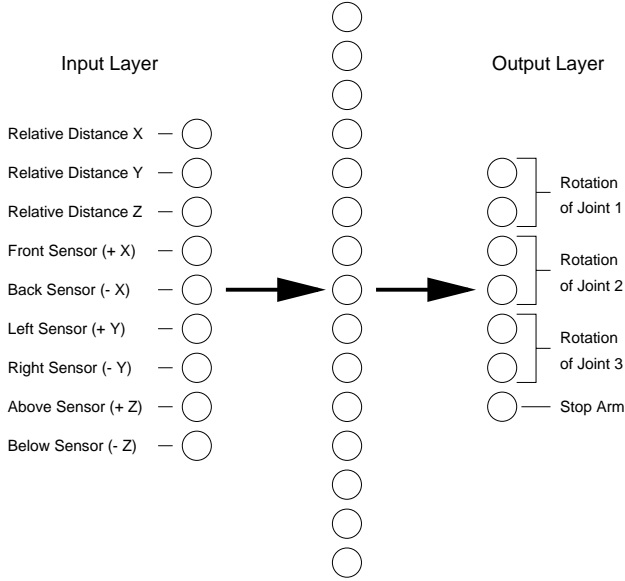 Input Layer
Relative Distance X
Relative Distance Y
Relative Distance Z
Front Sensor (+ X)
Back Sensor (- X)
Left Sensor (+ Y)
Right Sensor (- Y)
Above Sensor (+ Z)
Below Sensor (- Z)
Output Layer
Rotation
of Joint 1
Rotation
of Joint 2
Rotation
of Joint 3
Stop Arm